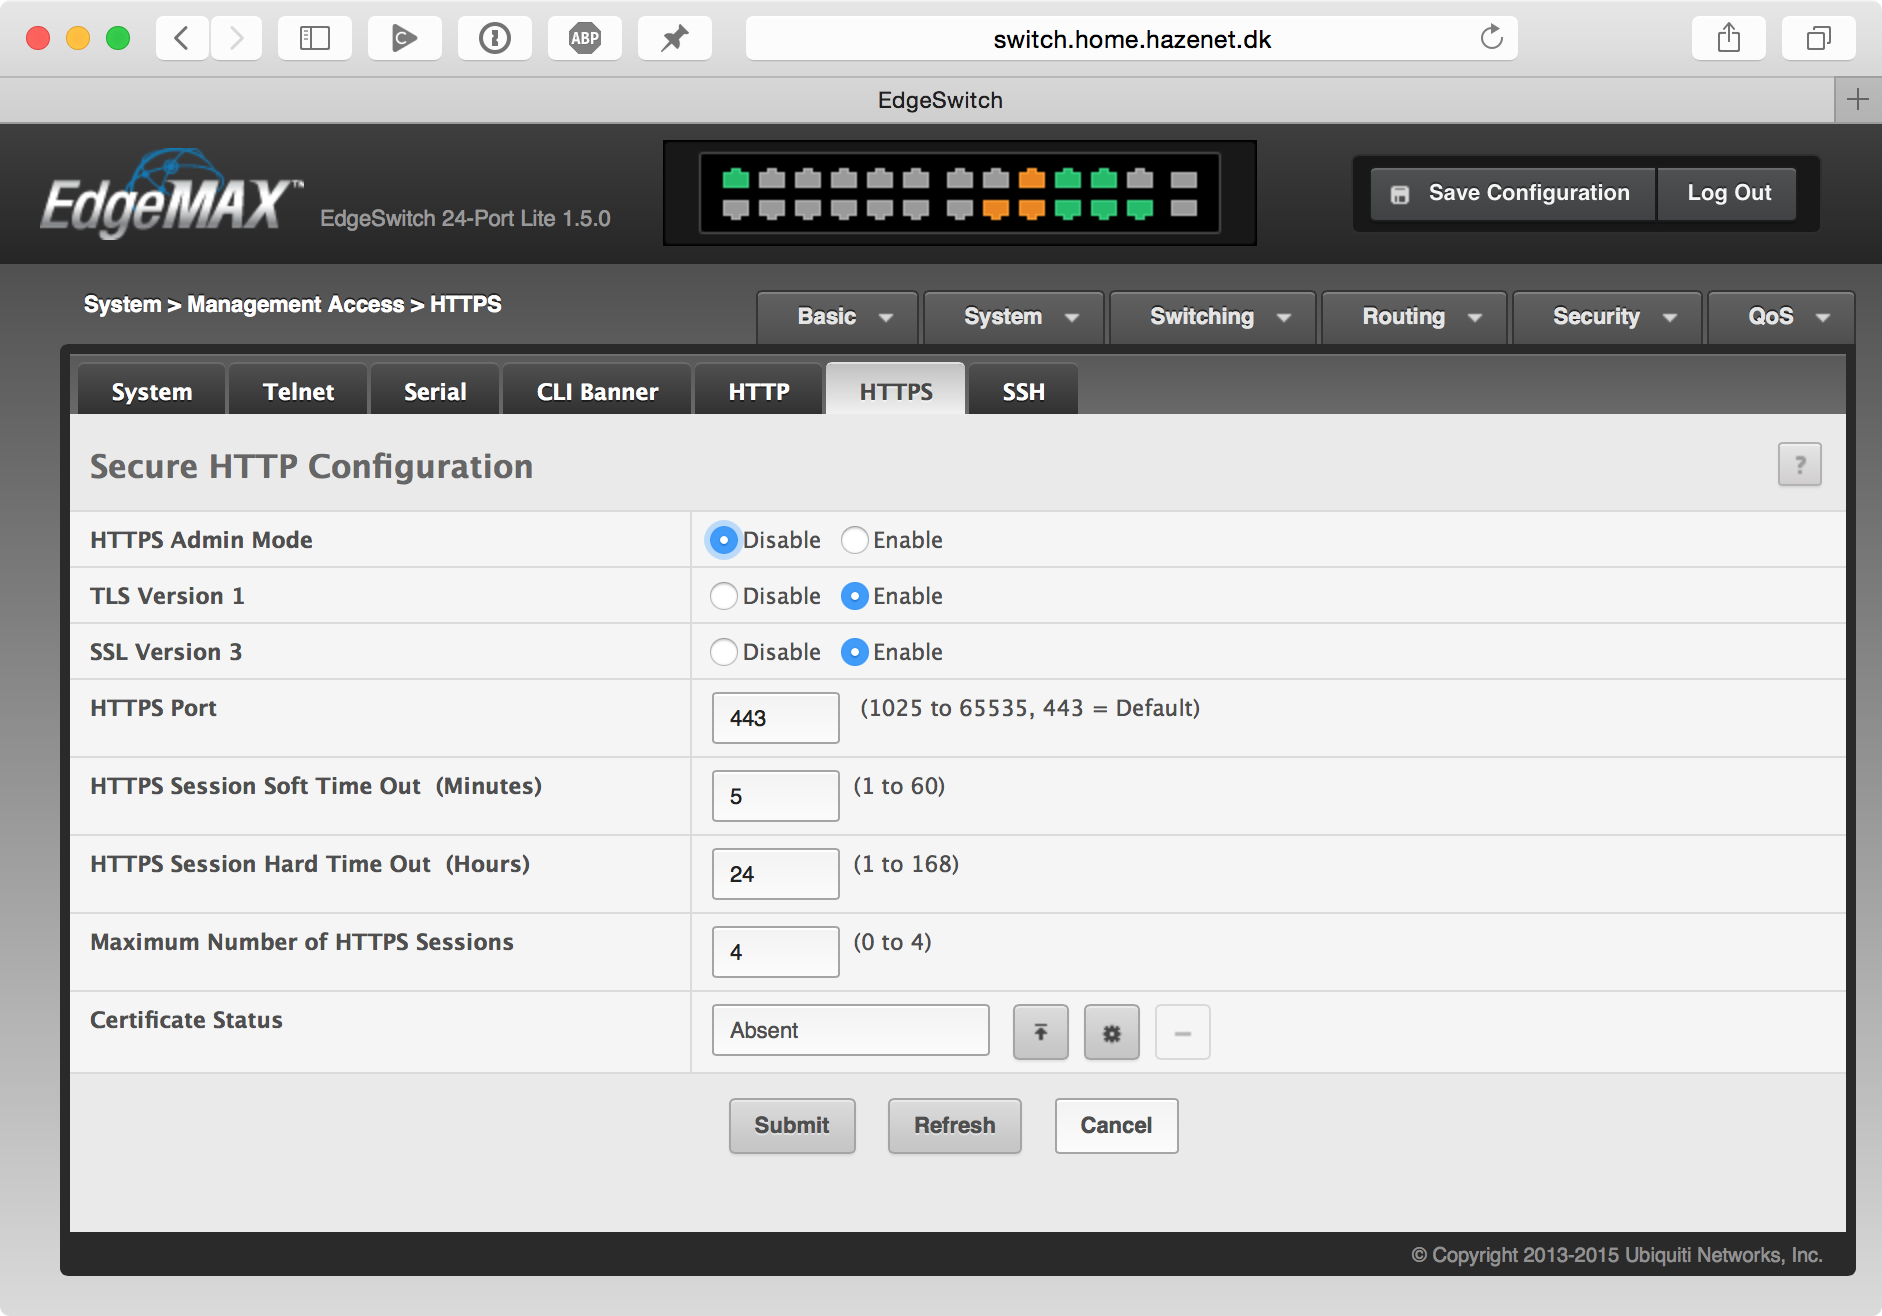 ABP
switch.home.hazenet.dk
EdgeSwitch
EdgeMAX™
EdgeSwitch 24-Port Lite 1.5.0
Save Configuration
Log Out
System > Management Access > HTTPS
Basic
System
Switching
Routing
Security
QoS
System
Telnet
Serial
CLI Banner
HTTP
HTTPS
SSH
Secure HTTP Configuration
?
HTTPS Admin Mode
Disable
Enable
TLS Version 1
Disable
Enable
SSL Version 3
Disable
Enable
HTTPS Port
443
(1025 to 65535, 443 = Default)
HTTPS Session Soft Time Out (Minutes)
5
(1 to 60)
HTTPS Session Hard Time Out (Hours)
24
(1 to 168)
Maximum Number of HTTPS Sessions
4
(0 to 4)
Certificate Status
Absent
Submit
Refresh
Cancel
© Copyright 2013-2015 Ubiquiti Networks, Inc.